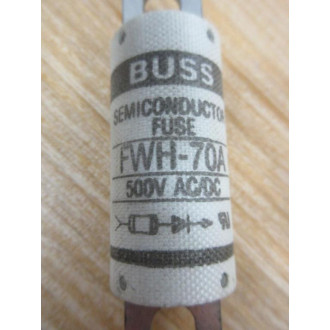 BUSS
SEMICONDUCTOR
FUSE
FWH-70A
500V AC/DC